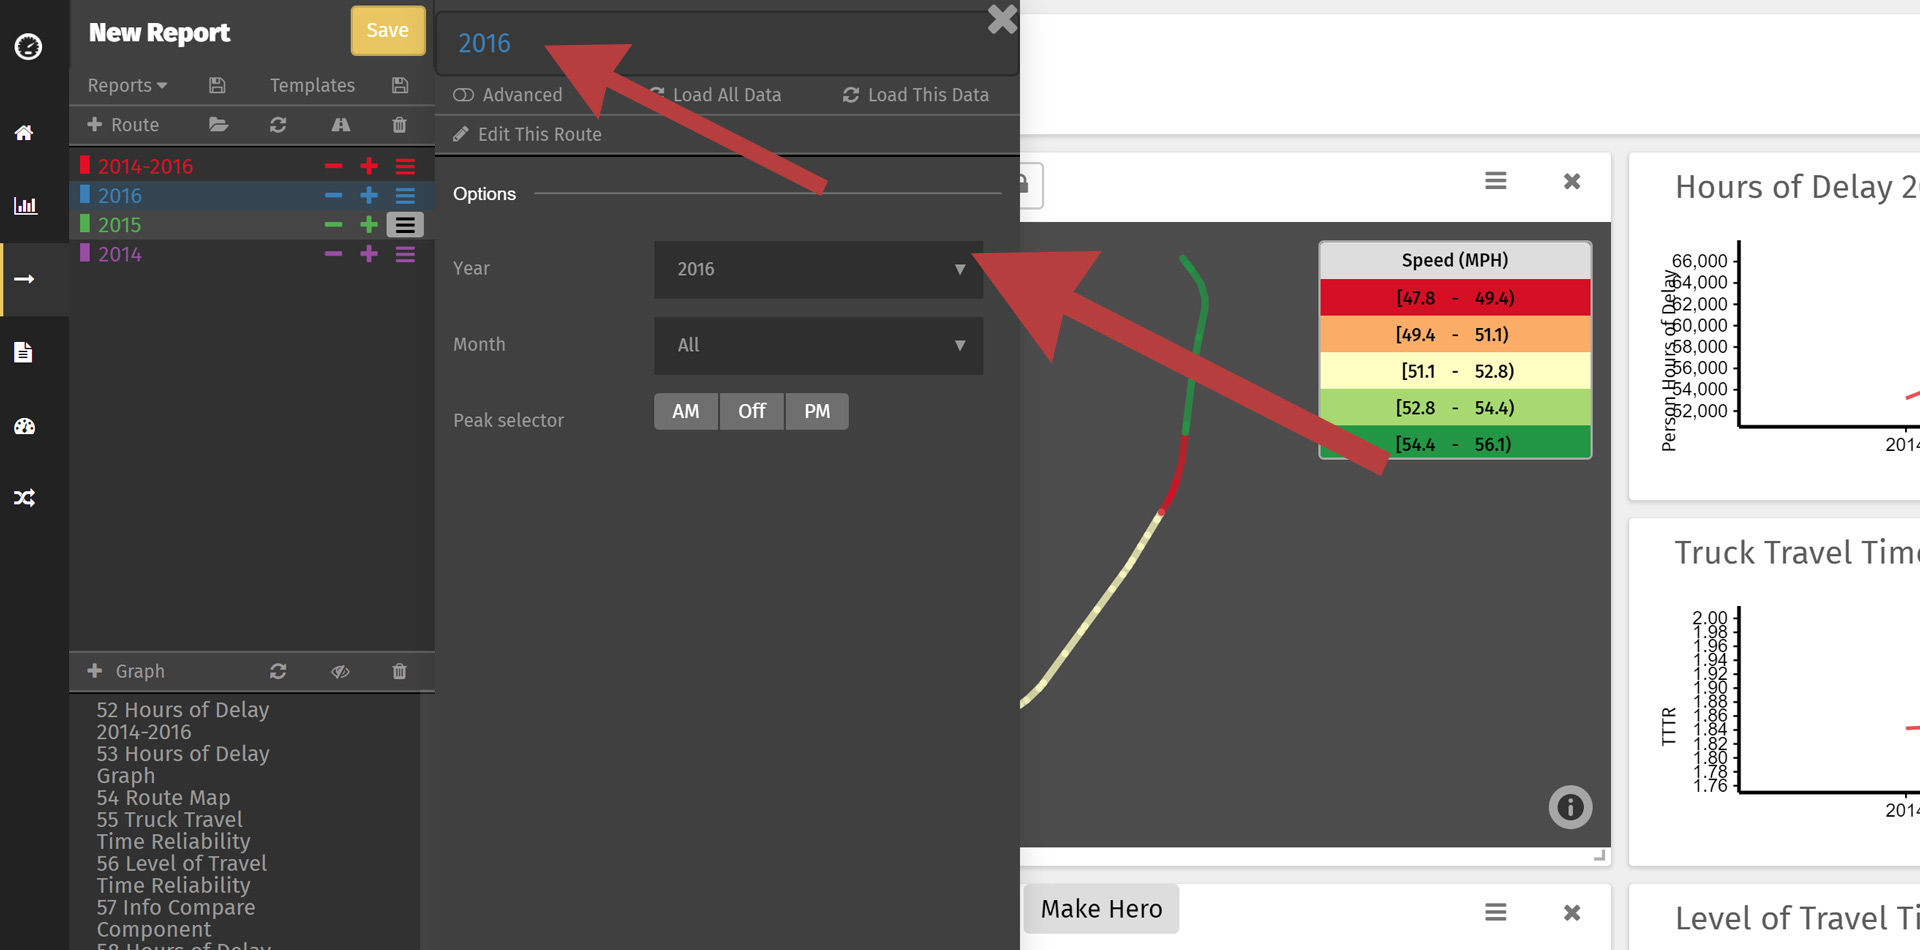 New Report
Save
Reports
Templates
Route
2014-2016
2016
2015
2014
Graph
52 Hours of Delay
2014-2016
53 Hours of Delay
Graph
54 Route Map
55 Truck Travel
Time Reliability
56 Level of Travel
Time Reliability
57 Info Compare
Component
58 Hours of Delay
2016
Advanced
Load All Data
Load This Data
Edit This Route
Options
Year
2016
Month
All
Peak selector
AM
Off
PM
Speed (MPH)
[47.8 - 49.4)
[49.4 - 51.1)
[51.1 - 52.8)
[52.8 - 54.4)
[54.4 - 56.1)
Make Hero
Hours of Delay 2
Person Hours of Delay
66,000
64,000
62,000
60,000
58,000
56,000
54,000
52,000
2014
Truck Travel Time
TTTR
2.00
1.98
1.96
1.94
1.92
1.90
1.88
1.86
1.84
1.82
1.80
1.78
1.76
2014
Level of Travel Ti